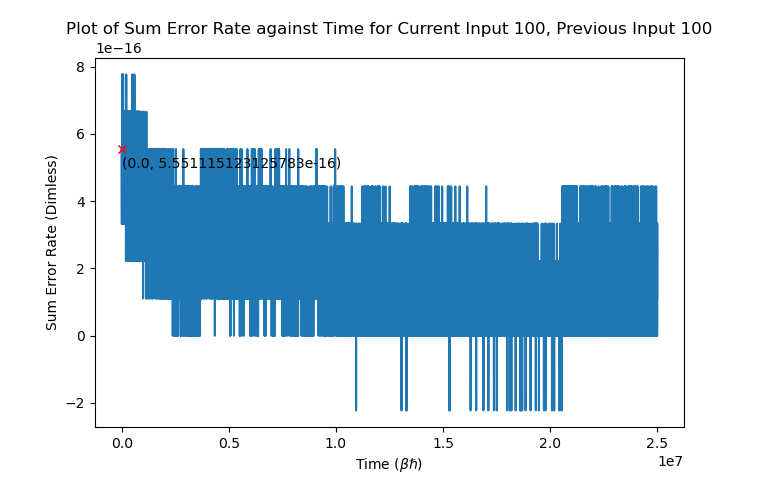 Plot of Sum Error Rate against Time for Current Input 100, Previous Input 100
1e−16
8
6
(0.0, 5.551115123125783e-16)
4
2
0
−2
Sum Error Rate (Dimless)
0.0 0.5 1.0 1.5 2.0 2.5
1e7
Time (βℏ)